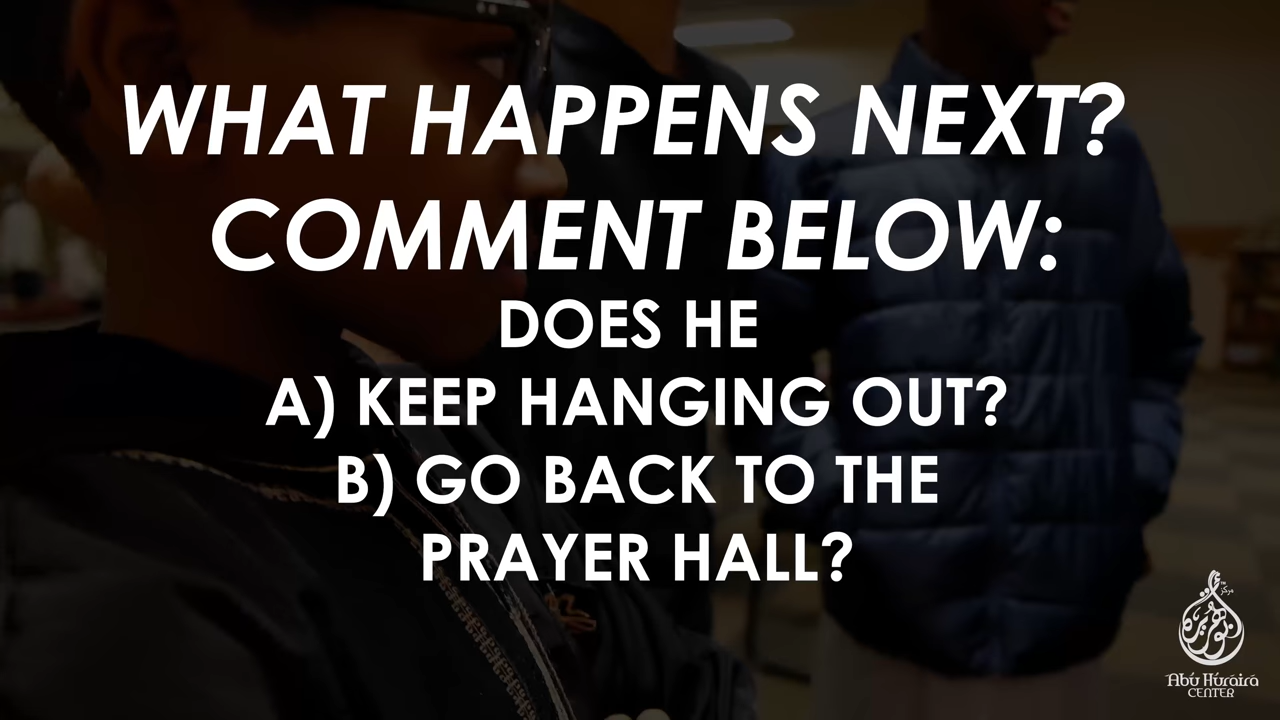 WHAT HAPPENS NEXT?
COMMENT BELOW:
DOES HE
A) KEEP HANGING OUT?
B) GO BACK TO THE
PRAYER HALL?
Abu Huraira
CENTER